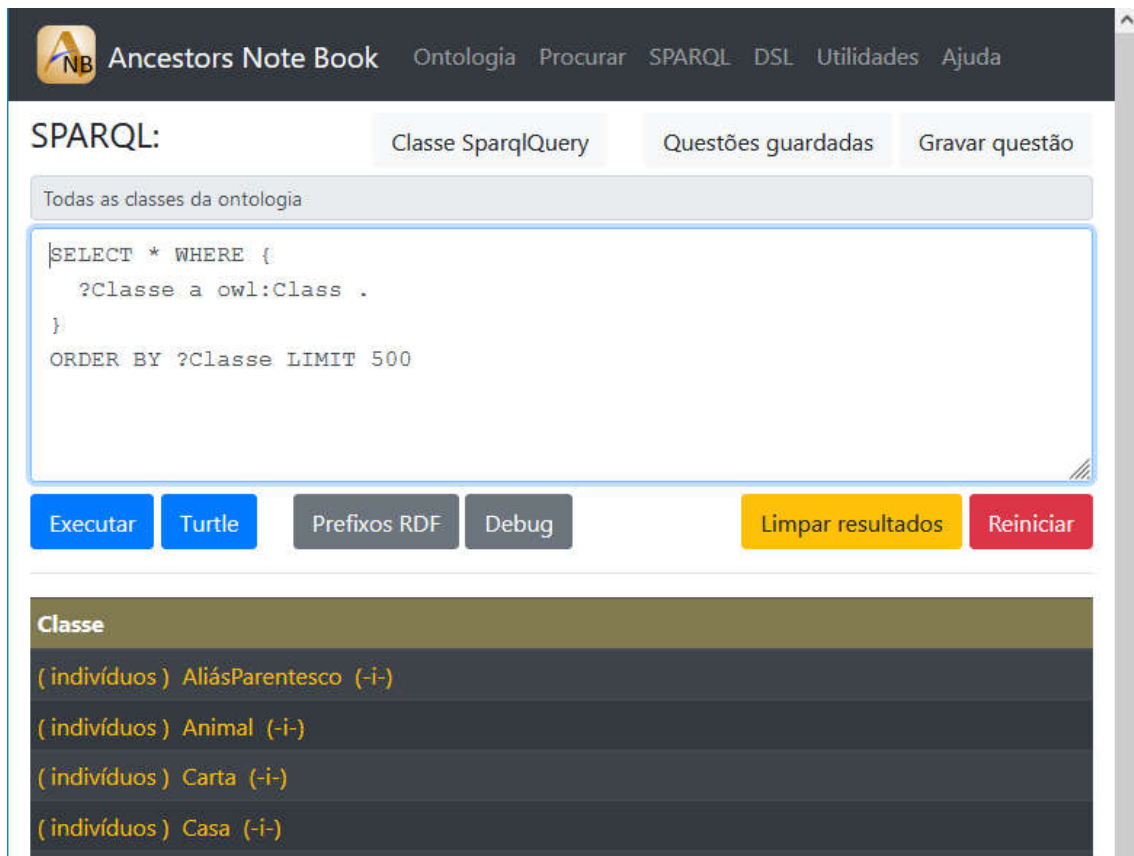 ANB Ancestors Note Book Ontologia Procurar SPARQL DSL Utilidades Ajuda
SPARQL: Classe SparqlQuery Questões guardadas Gravar questão
Todas as classes da ontologia
SELECT * WHERE {
  ?Classe a owl:Class .
}
ORDER BY ?Classe LIMIT 500
Executar Turtle Prefixos RDF Debug Limpar resultados Reiniciar
Classe
( indivíduos ) AliásParentesco (-i-)
( indivíduos ) Animal (-i-)
( indivíduos ) Carta (-i-)
( indivíduos ) Casa (-i-)